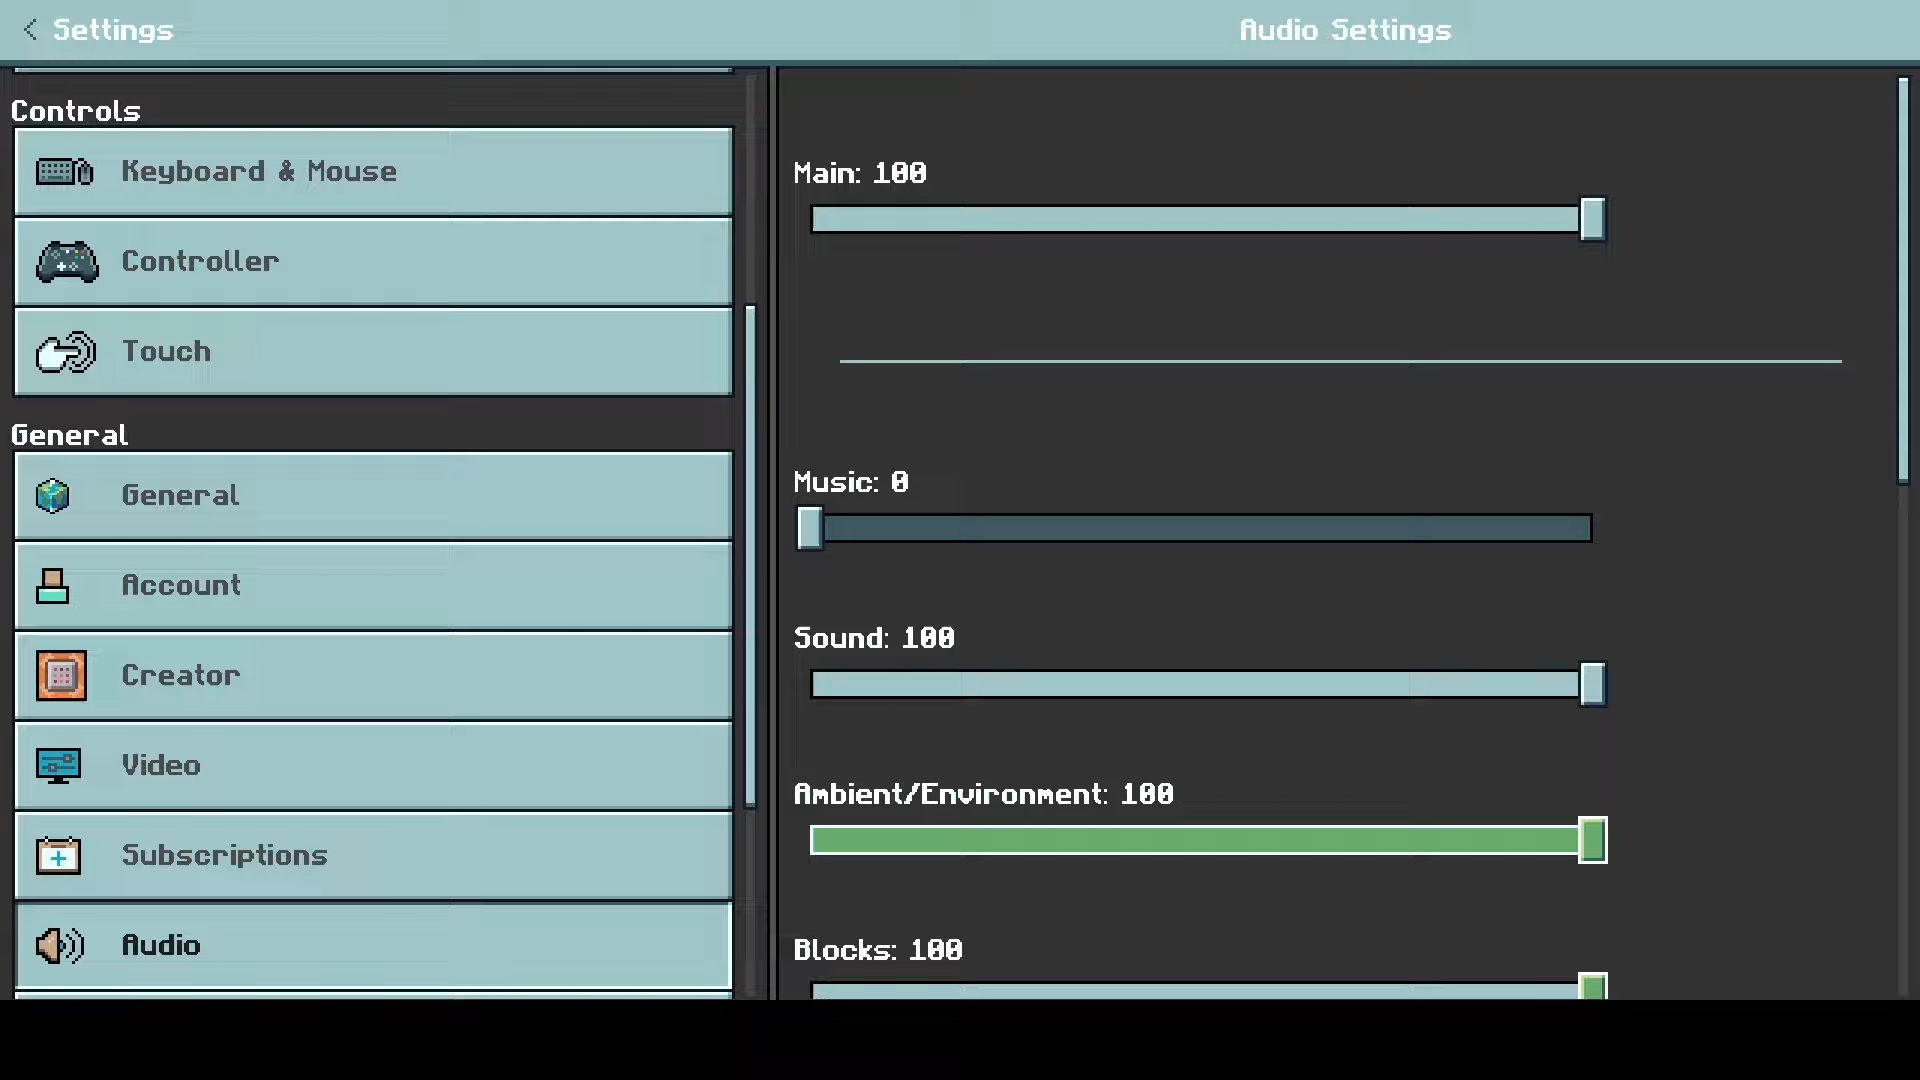 Settings
Audio Settings
Controls
Keyboard & Mouse
Controller
Touch
General
General
Account
Creator
Video
Subscriptions
Audio
Main: 100
Music: 0
Sound: 100
Ambient/Environment: 100
Blocks: 100